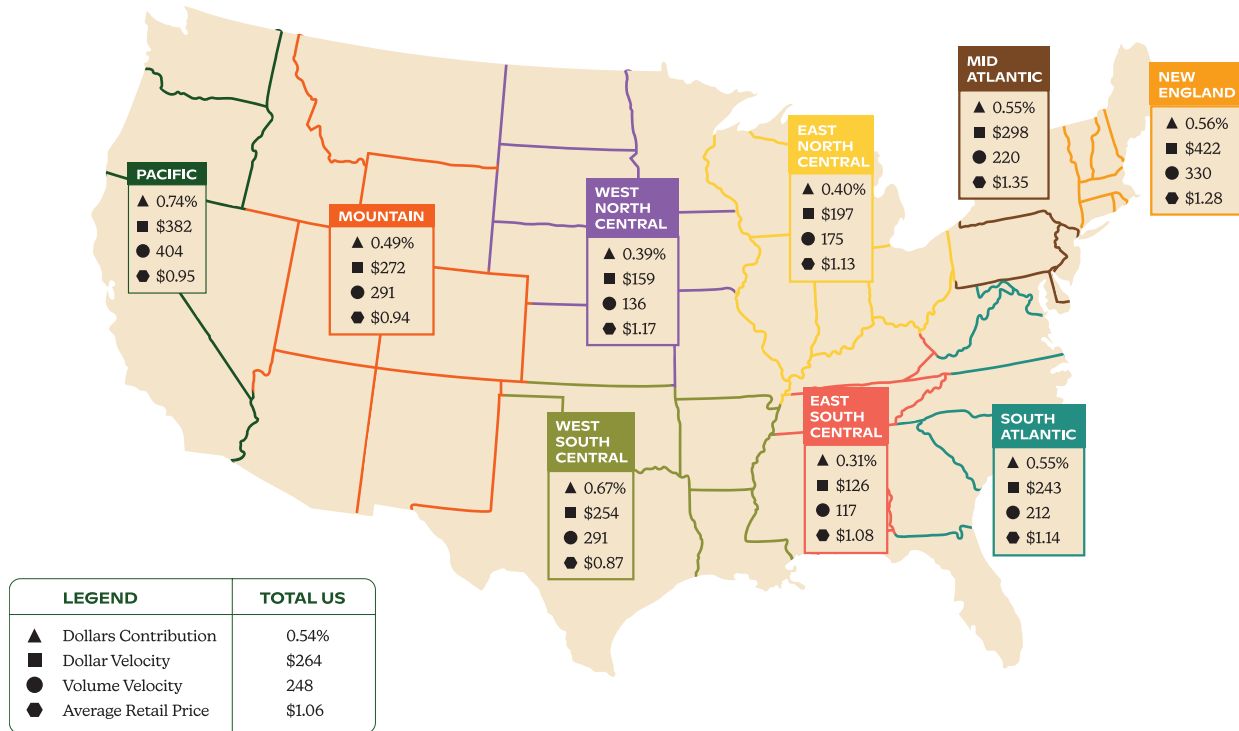 MID
ATLANTIC
0.55%
$298
220
$1.35
NEW
ENGLAND
0.56%
$422
330
$1.28
EAST
NORTH
CENTRAL
0.40%
$197
175
$1.13
PACIFIC
0.74%
$382
404
$0.95
WEST
NORTH
CENTRAL
0.39%
$159
136
$1.17
MOUNTAIN
0.49%
$272
291
$0.94
EAST
SOUTH
CENTRAL
0.31%
$126
117
$1.08
SOUTH
ATLANTIC
0.55%
$243
212
$1.14
WEST
SOUTH
CENTRAL
0.67%
$254
291
$0.87
LEGEND TOTAL US
Dollars Contribution 0.54%
Dollar Velocity $264
Volume Velocity 248
Average Retail Price $1.06